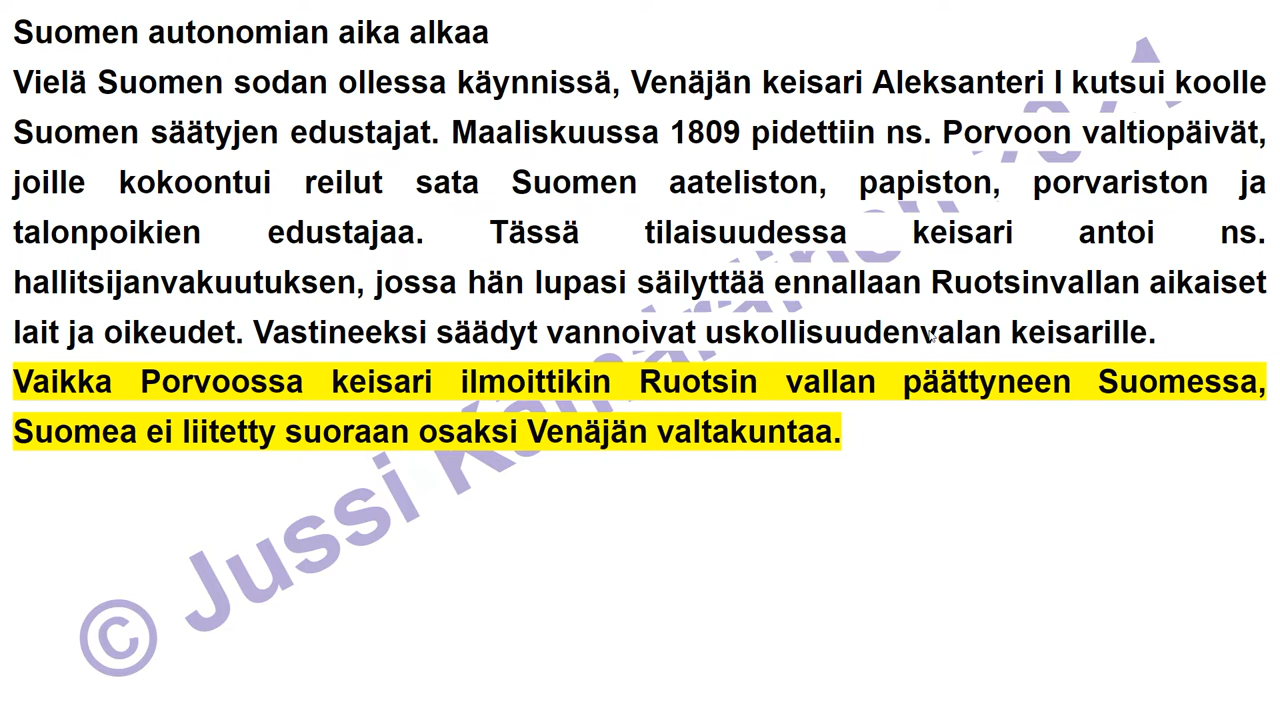 Suomen autonomian aika alkaa
Vielä Suomen sodan ollessa käynnissä, Venäjän keisari Aleksanteri I kutsui koolle
Suomen säätyjen edustajat. Maaliskuussa 1809 pidettiin ns. Porvoon valtiopäivät,
joille kokoontui reilut sata Suomen aateliston, papiston, porvariston ja
talonpoikien edustajaa. Tässä tilaisuudessa keisari antoi ns.
hallitsijanvakuutuksen, jossa hän lupasi säilyttää ennallaan Ruotsinvallan aikaiset
lait ja oikeudet. Vastineeksi säädyt vannoivat uskollisuudenvalan keisarille.
Vaikka Porvoossa keisari ilmoittikin Ruotsin vallan päättyneen Suomessa,
Suomea ei liitetty suoraan osaksi Venäjän valtakuntaa.
© Jussi